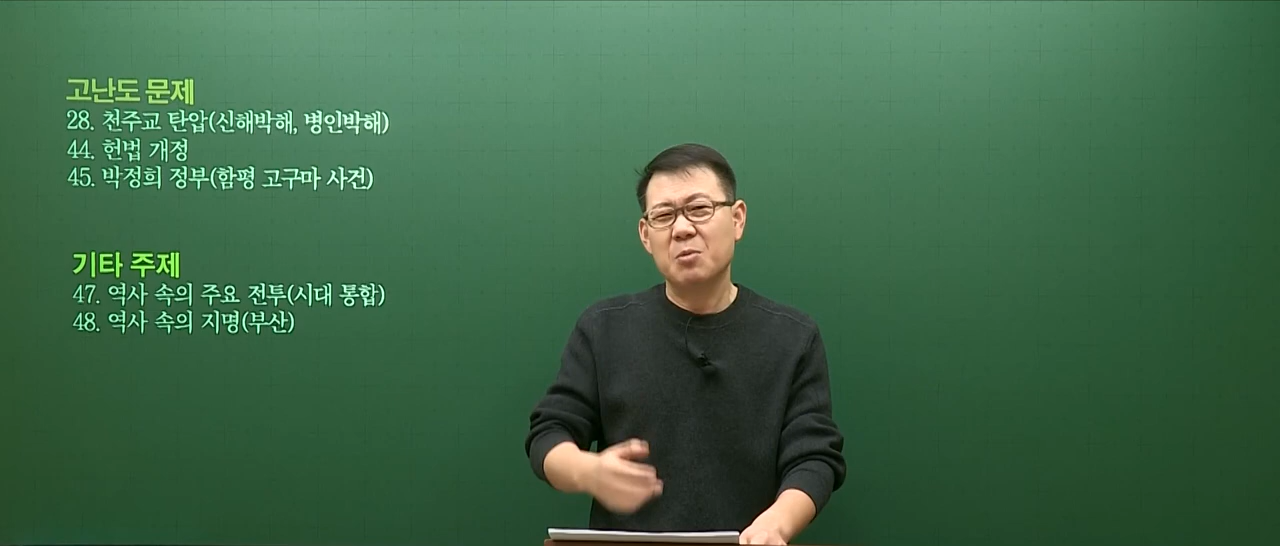 고난도 문제
28. 천주교 탄압(신해박해, 병인박해)
44. 헌법 개정
45. 박정희 정부(함평 고구마 사건)
기타 주제
47. 역사 속의 주요 전투(시대 통합)
48. 역사 속의 지명(부산)